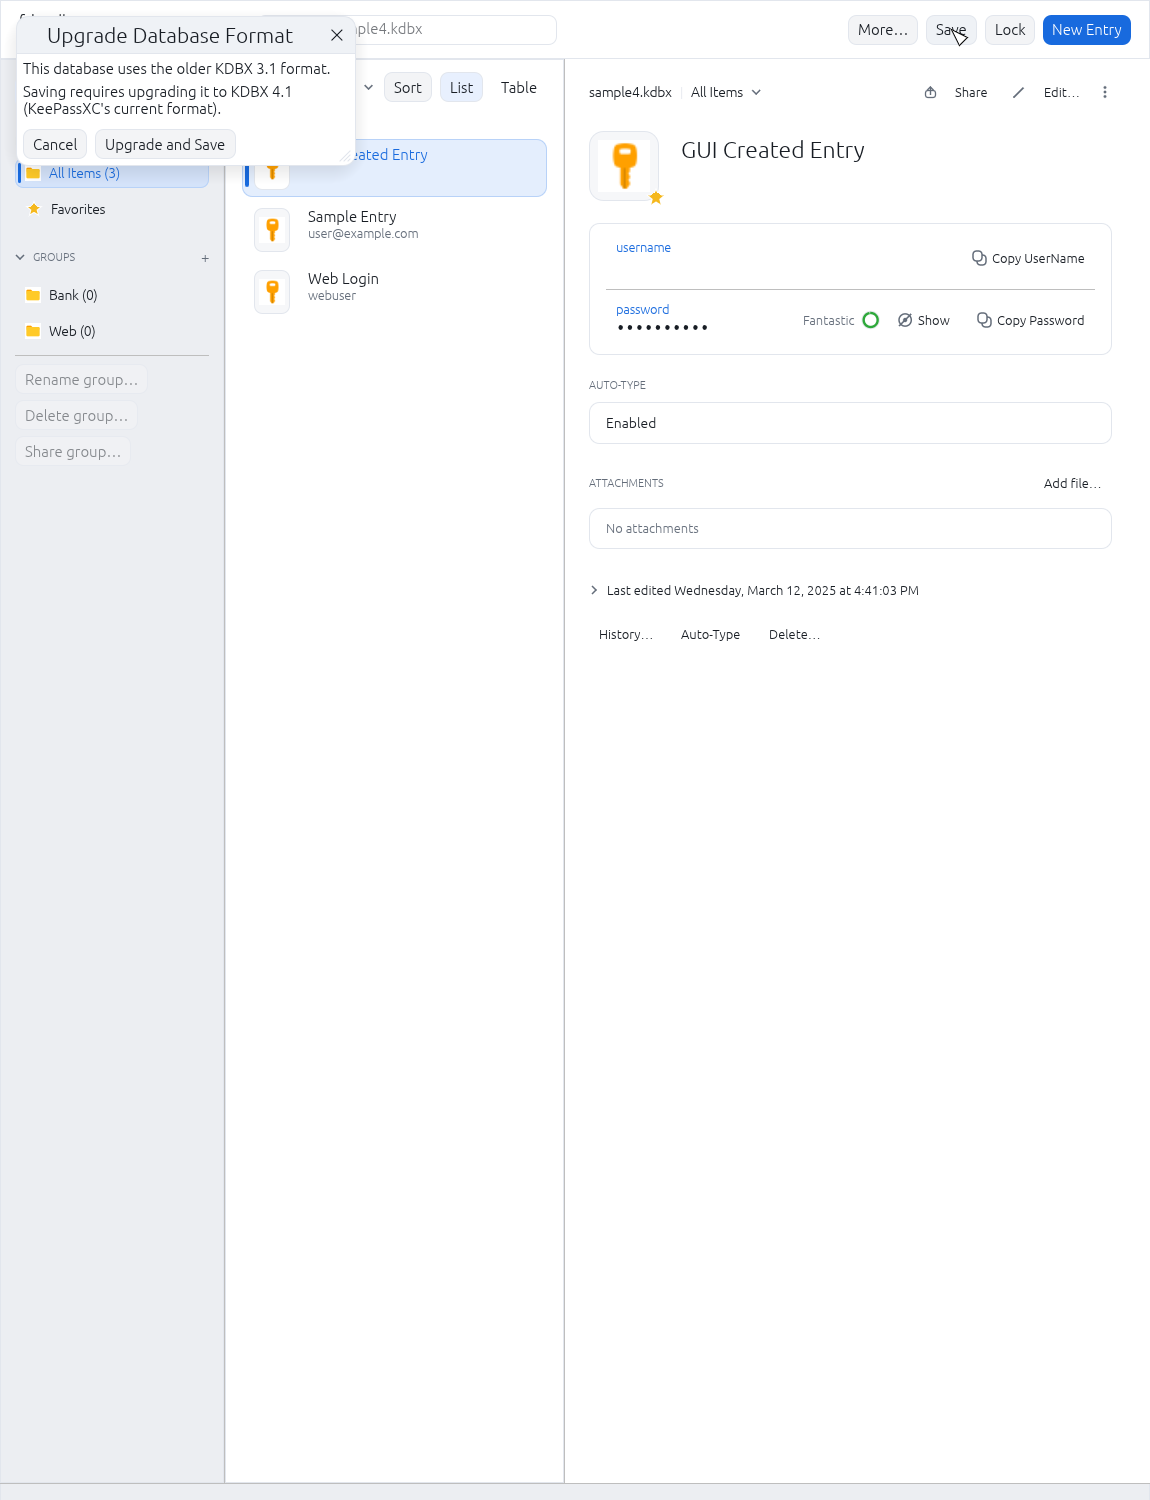 Upgrade Database Format
This database uses the older KDBX 3.1 format.
Saving requires upgrading it to KDBX 4.1
(KeePassXC's current format).
Cancel
Upgrade and Save
More...
Save
Lock
New Entry
Sort
List
Table
All Items (3)
Favorites
GROUPS
+
Bank (0)
Web (0)
Rename group...
Delete group...
Share group...
Sample Entry
user@example.com
Web Login
webuser
sample4.kdbx
All Items
Share
Edit...
GUI Created Entry
username
Copy UserName
password
••••••••••
Fantastic
Show
Copy Password
AUTO-TYPE
Enabled
ATTACHMENTS
Add file...
No attachments
Last edited Wednesday, March 12, 2025 at 4:41:03 PM
History...
Auto-Type
Delete...